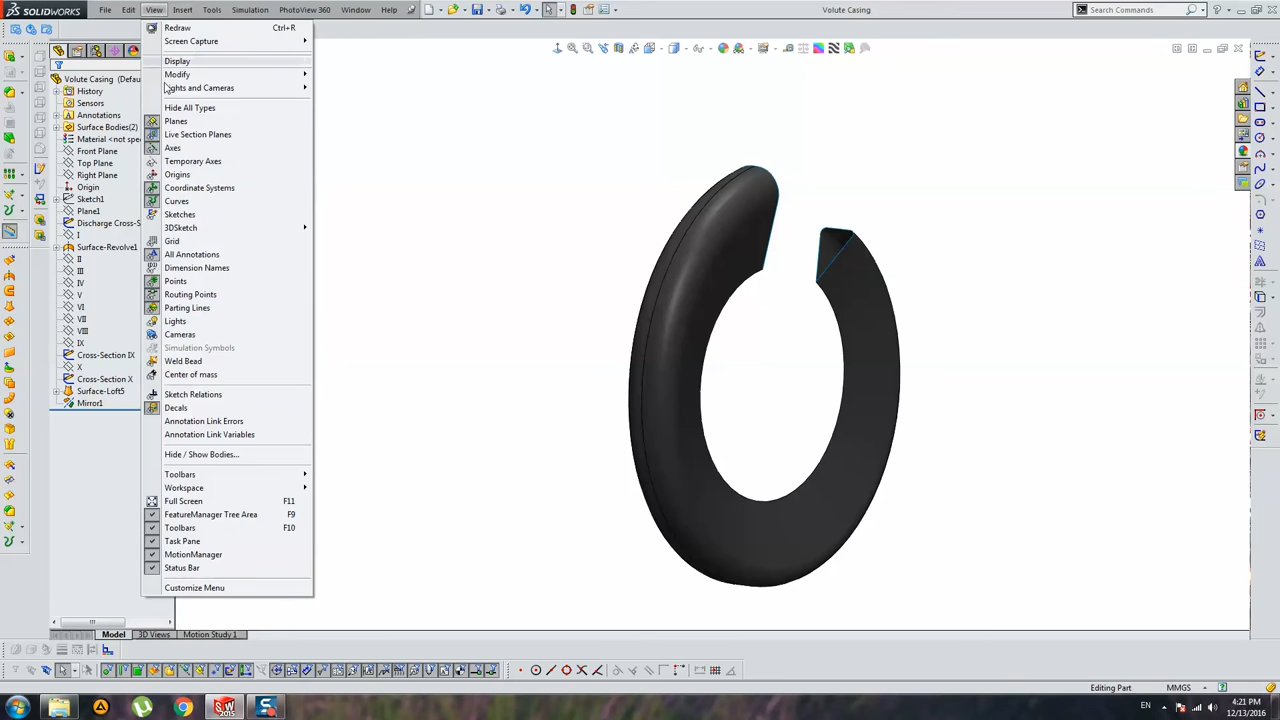 SOLIDWORKS File Edit View Insert Tools Simulation PhotoView 360 Window Help Volute Casing Search Commands
Redraw Ctrl+R
Screen Capture
Display
Modify
Lights and Cameras
Hide All Types
Planes
Live Section Planes
Axes
Temporary Axes
Origins
Coordinate Systems
Curves
Sketches
3DSketch
Grid
All Annotations
Dimension Names
Points
Routing Points
Parting Lines
Lights
Cameras
Simulation Symbols
Weld Bead
Center of mass
Sketch Relations
Decals
Annotation Link Errors
Annotation Link Variables
Hide / Show Bodies...
Toolbars
Workspace
Full Screen F11
FeatureManager Tree Area F9
Toolbars F10
Task Pane
MotionManager
Status Bar
Customize Menu
Volute Casing (Defau
History
Sensors
Annotations
Surface Bodies(2)
Material <not spe
Front Plane
Top Plane
Right Plane
Origin
Sketch1
Plane1
Discharge Cross-S
I
Surface-Revolve1
II
III
IV
V
VI
VII
VIII
IX
Cross-Section IX
X
Cross-Section X
Surface-Loft5
Mirror1
Model 3D Views Motion Study 1
Editing Part MMGS
SW 2015 S EN 4:21 PM
12/13/2016